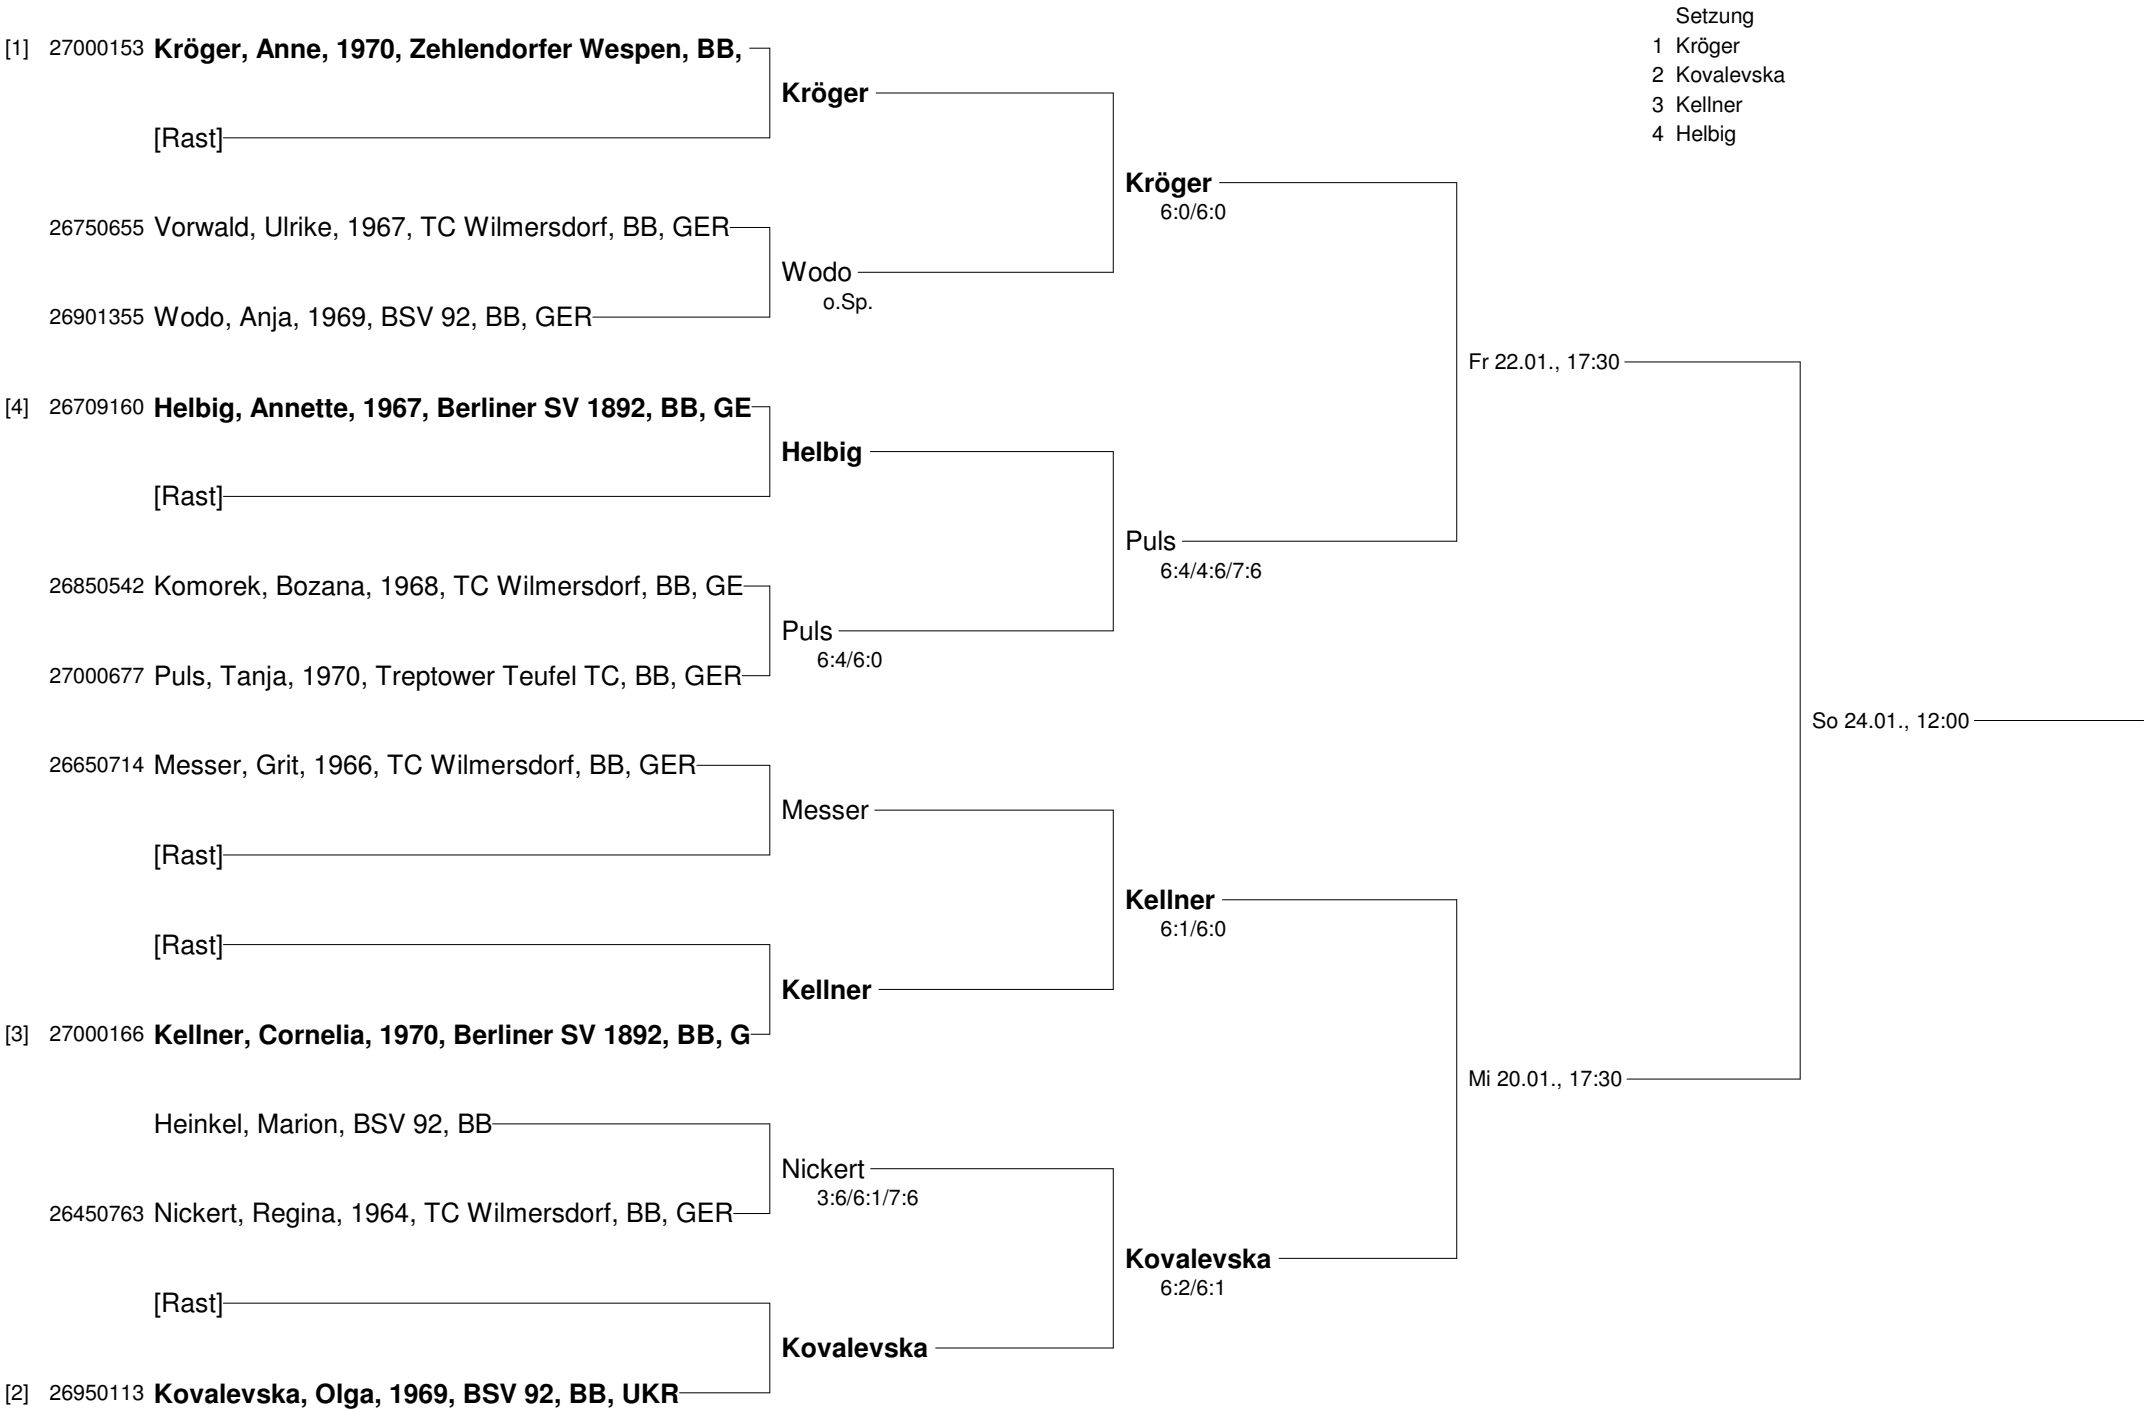 Setzung
1 Kröger
2 Kovalevska
3 Kellner
4 Helbig
[1] 27000153 Kröger, Anne, 1970, Zehlendorfer Wespen, BB,
Kröger
[Rast]
Kröger
6:0/6:0
26750655 Vorwald, Ulrike, 1967, TC Wilmersdorf, BB, GER
Wodo
o.Sp.
26901355 Wodo, Anja, 1969, BSV 92, BB, GER
Fr 22.01., 17:30
[4] 26709160 Helbig, Annette, 1967, Berliner SV 1892, BB, GE
Helbig
[Rast]
Puls
6:4/4:6/7:6
26850542 Komorek, Bozana, 1968, TC Wilmersdorf, BB, GE
Puls
6:4/6:0
27000677 Puls, Tanja, 1970, Treptower Teufel TC, BB, GER
So 24.01., 12:00
26650714 Messer, Grit, 1966, TC Wilmersdorf, BB, GER
Messer
[Rast]
Kellner
6:1/6:0
[Rast]
Kellner
[3] 27000166 Kellner, Cornelia, 1970, Berliner SV 1892, BB, G
Mi 20.01., 17:30
Heinkel, Marion, BSV 92, BB
Nickert
3:6/6:1/7:6
26450763 Nickert, Regina, 1964, TC Wilmersdorf, BB, GER
Kovalevska
6:2/6:1
[Rast]
Kovalevska
[2] 26950113 Kovalevska, Olga, 1969, BSV 92, BB, UKR